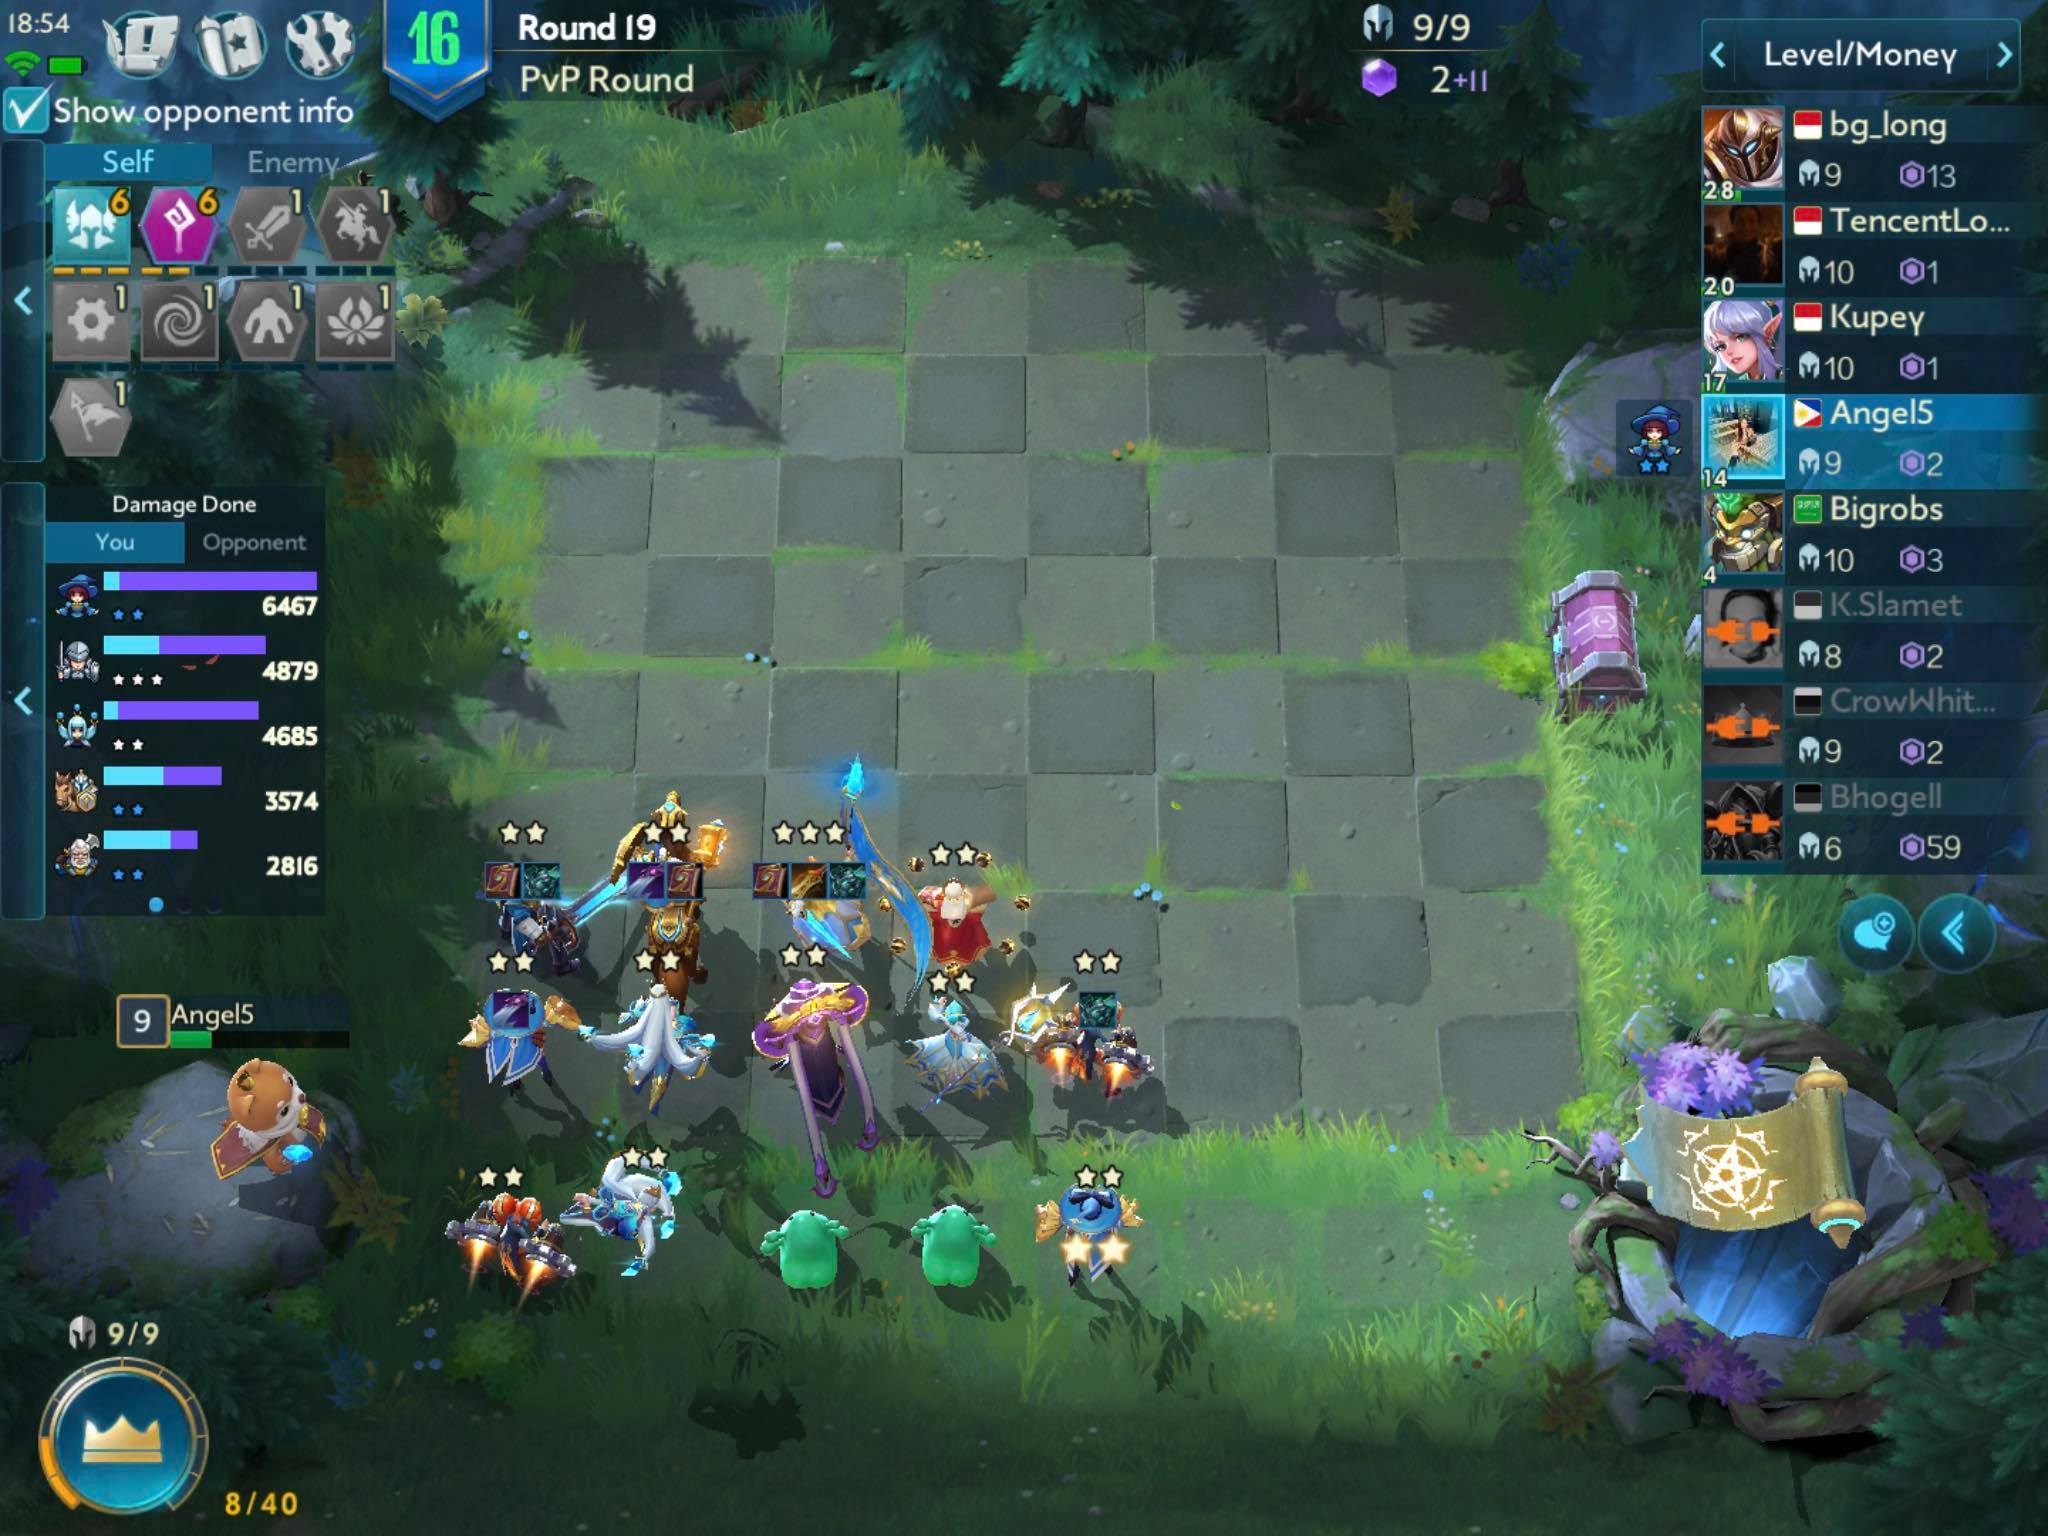 18:54
16
Round 19
PvP Round
9/9
2+11
Show opponent info
Self
Enemy
6
6
1
1
1
1
1
1
1
Damage Done
You
Opponent
6467
4879
4685
3574
2816
9
Angel5
9/9
8/40
Level/Money
bg_long
28
9
13
TencentLo...
20
10
1
Kupey
17
10
1
Angel5
14
9
2
Bigrobs
4
10
3
K.Slamet
8
2
CrowWhit...
9
2
Bhogell
6
59